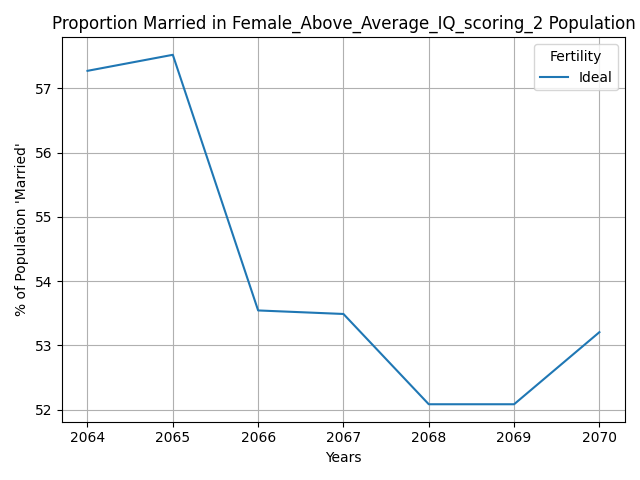 Proportion Married in Female_Above_Average_IQ_scoring_2 Population
Fertility
Ideal
% of Population 'Married'
57
56
55
54
53
52
2064 2065 2066 2067 2068 2069 2070
Years